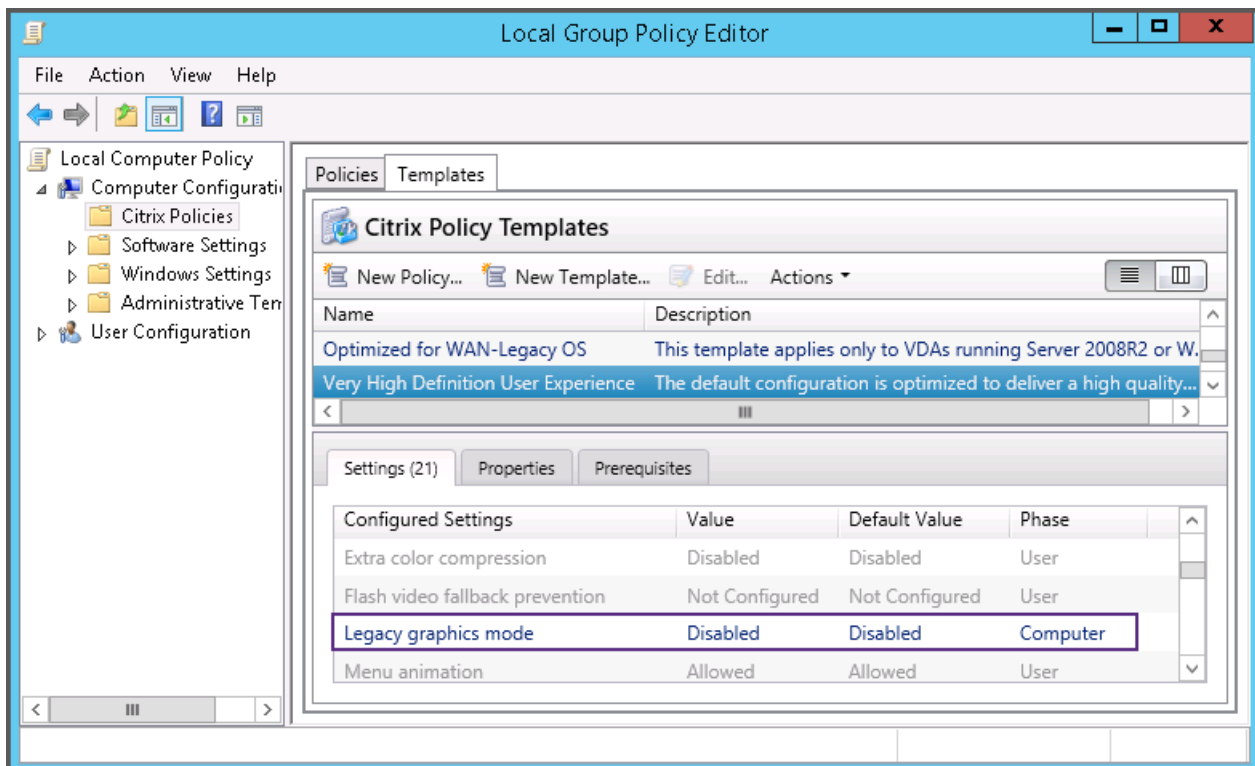 Local Group Policy Editor
File Action View Help
Local Computer Policy
Computer Configurati
Citrix Policies
Software Settings
Windows Settings
Administrative Tem
User Configuration
Policies Templates
Citrix Policy Templates
New Policy... New Template... Edit... Actions
Name Description
Optimized for WAN-Legacy OS This template applies only to VDAs running Server 2008R2 or W.
Very High Definition User Experience The default configuration is optimized to deliver a high quality...
Settings (21) Properties Prerequisites
Configured Settings Value Default Value Phase
Extra color compression Disabled Disabled User
Flash video fallback prevention Not Configured Not Configured User
Legacy graphics mode Disabled Disabled Computer
Menu animation Allowed Allowed User